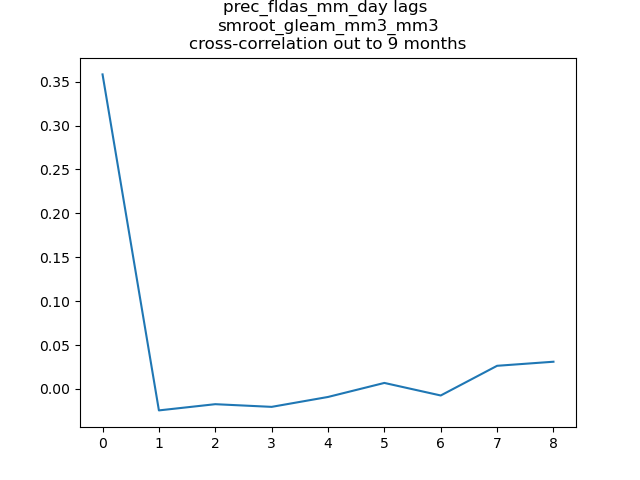 prec_fldas_mm_day lags
smroot_gleam_mm3_mm3
cross-correlation out to 9 months
0.35
0.30
0.25
0.20
0.15
0.10
0.05
0.00
0 1 2 3 4 5 6 7 8